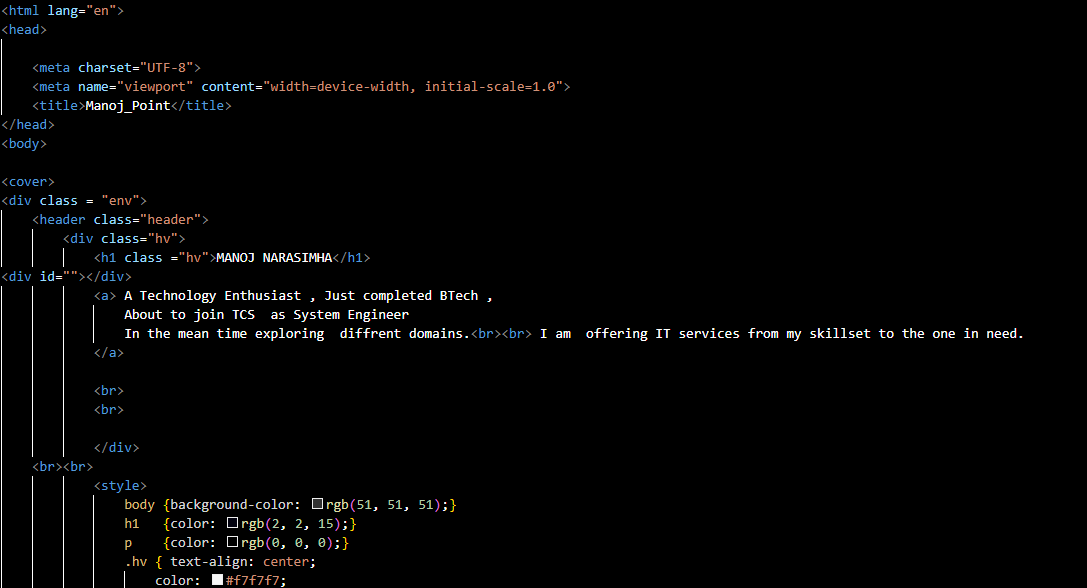 <html lang="en">
<head>
<meta charset="UTF-8">
<meta name="viewport" content="width=device-width, initial-scale=1.0">
<title>Manoj_Point</title>
</head>
<body>
<cover>
<div class = "env">
<header class="header">
<div class="hv">
<h1 class ="hv">MANOJ NARASIMHA</h1>
<div id=""></div>
<a> A Technology Enthusiast , Just completed BTech ,
About to join TCS  as System Engineer
In the mean time exploring  diffrent domains.<br><br> I am  offering IT services from my skillset to the one in need.
</a>
<br>
<br>
</div>
<br><br>
<style>
body {background-color: rgb(51, 51, 51);}
h1   {color: rgb(2, 2, 15);}
p    {color: rgb(0, 0, 0);}
.hv { text-align: center;
color: #f7f7f7;